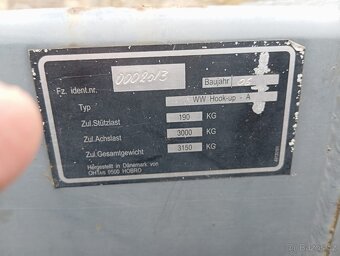 0002013
Baujahr 05
Fz. ident.nr.
Typ WW Hook-up - A
Zul.Stützlast 190 KG
Zul.Achslast 3000 KG
Zul.Gesamtgewicht 3150 KG
Hergestellt in Dänemark von
9500 HOBRO